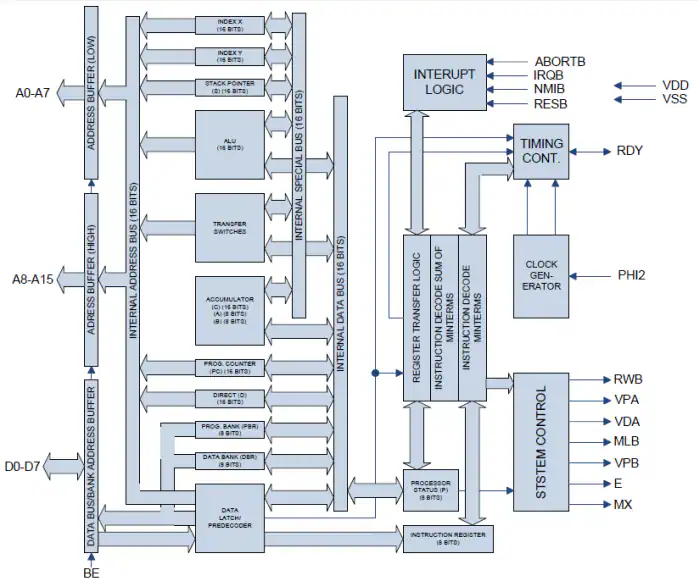 ADDRESS BUFFER (LOW)
A0-A7
ADRESS BUFFER (HIGH)
A8-A15
DATA BUS/BANK ADDRESS BUFFER
D0-D7
BE
INTERNAL ADDRESS BUS (16 BITS)
INDEX X
(16 BITS)
INDEX Y
(16 BITS)
STACK POINTER
(S) (16 BITS)
ALU
(16 BITS)
TRANSFER
SWITCHES
ACCUMULATOR
(C) (16 BITS)
(A) (8 BITS)
(B) (8 BITS)
PROG. COUNTER
(PC) (16 BITS)
DIRECT (D)
(16 BITS)
PROG. BANK (PBR)
(8 BITS)
DATA BANK (DBR)
(8 BITS)
DATA
LATCH/
PREDECODER
INTERNAL SPECIAL BUS (16 BITS)
INTERNAL DATA BUS (16 BITS)
INTERUPT
LOGIC
ABORTB
IRQB
NMIB
RESB
VDD
VSS
TIMING
CONT.
RDY
CLOCK
GEN-
ERATOR
PHI2
REGISTER TRANSFER LOGIC
INSTRUCTION DECODE SUM OF
MINTERMS
INSTRUCTION DECODE
MINTERMS
STSTEM CONTROL
RWB
VPA
VDA
MLB
VPB
E
MX
PROCESSOR
STATUS (P)
(8 BITS)
INSTRUCTION REGISTER
(8 BITS)